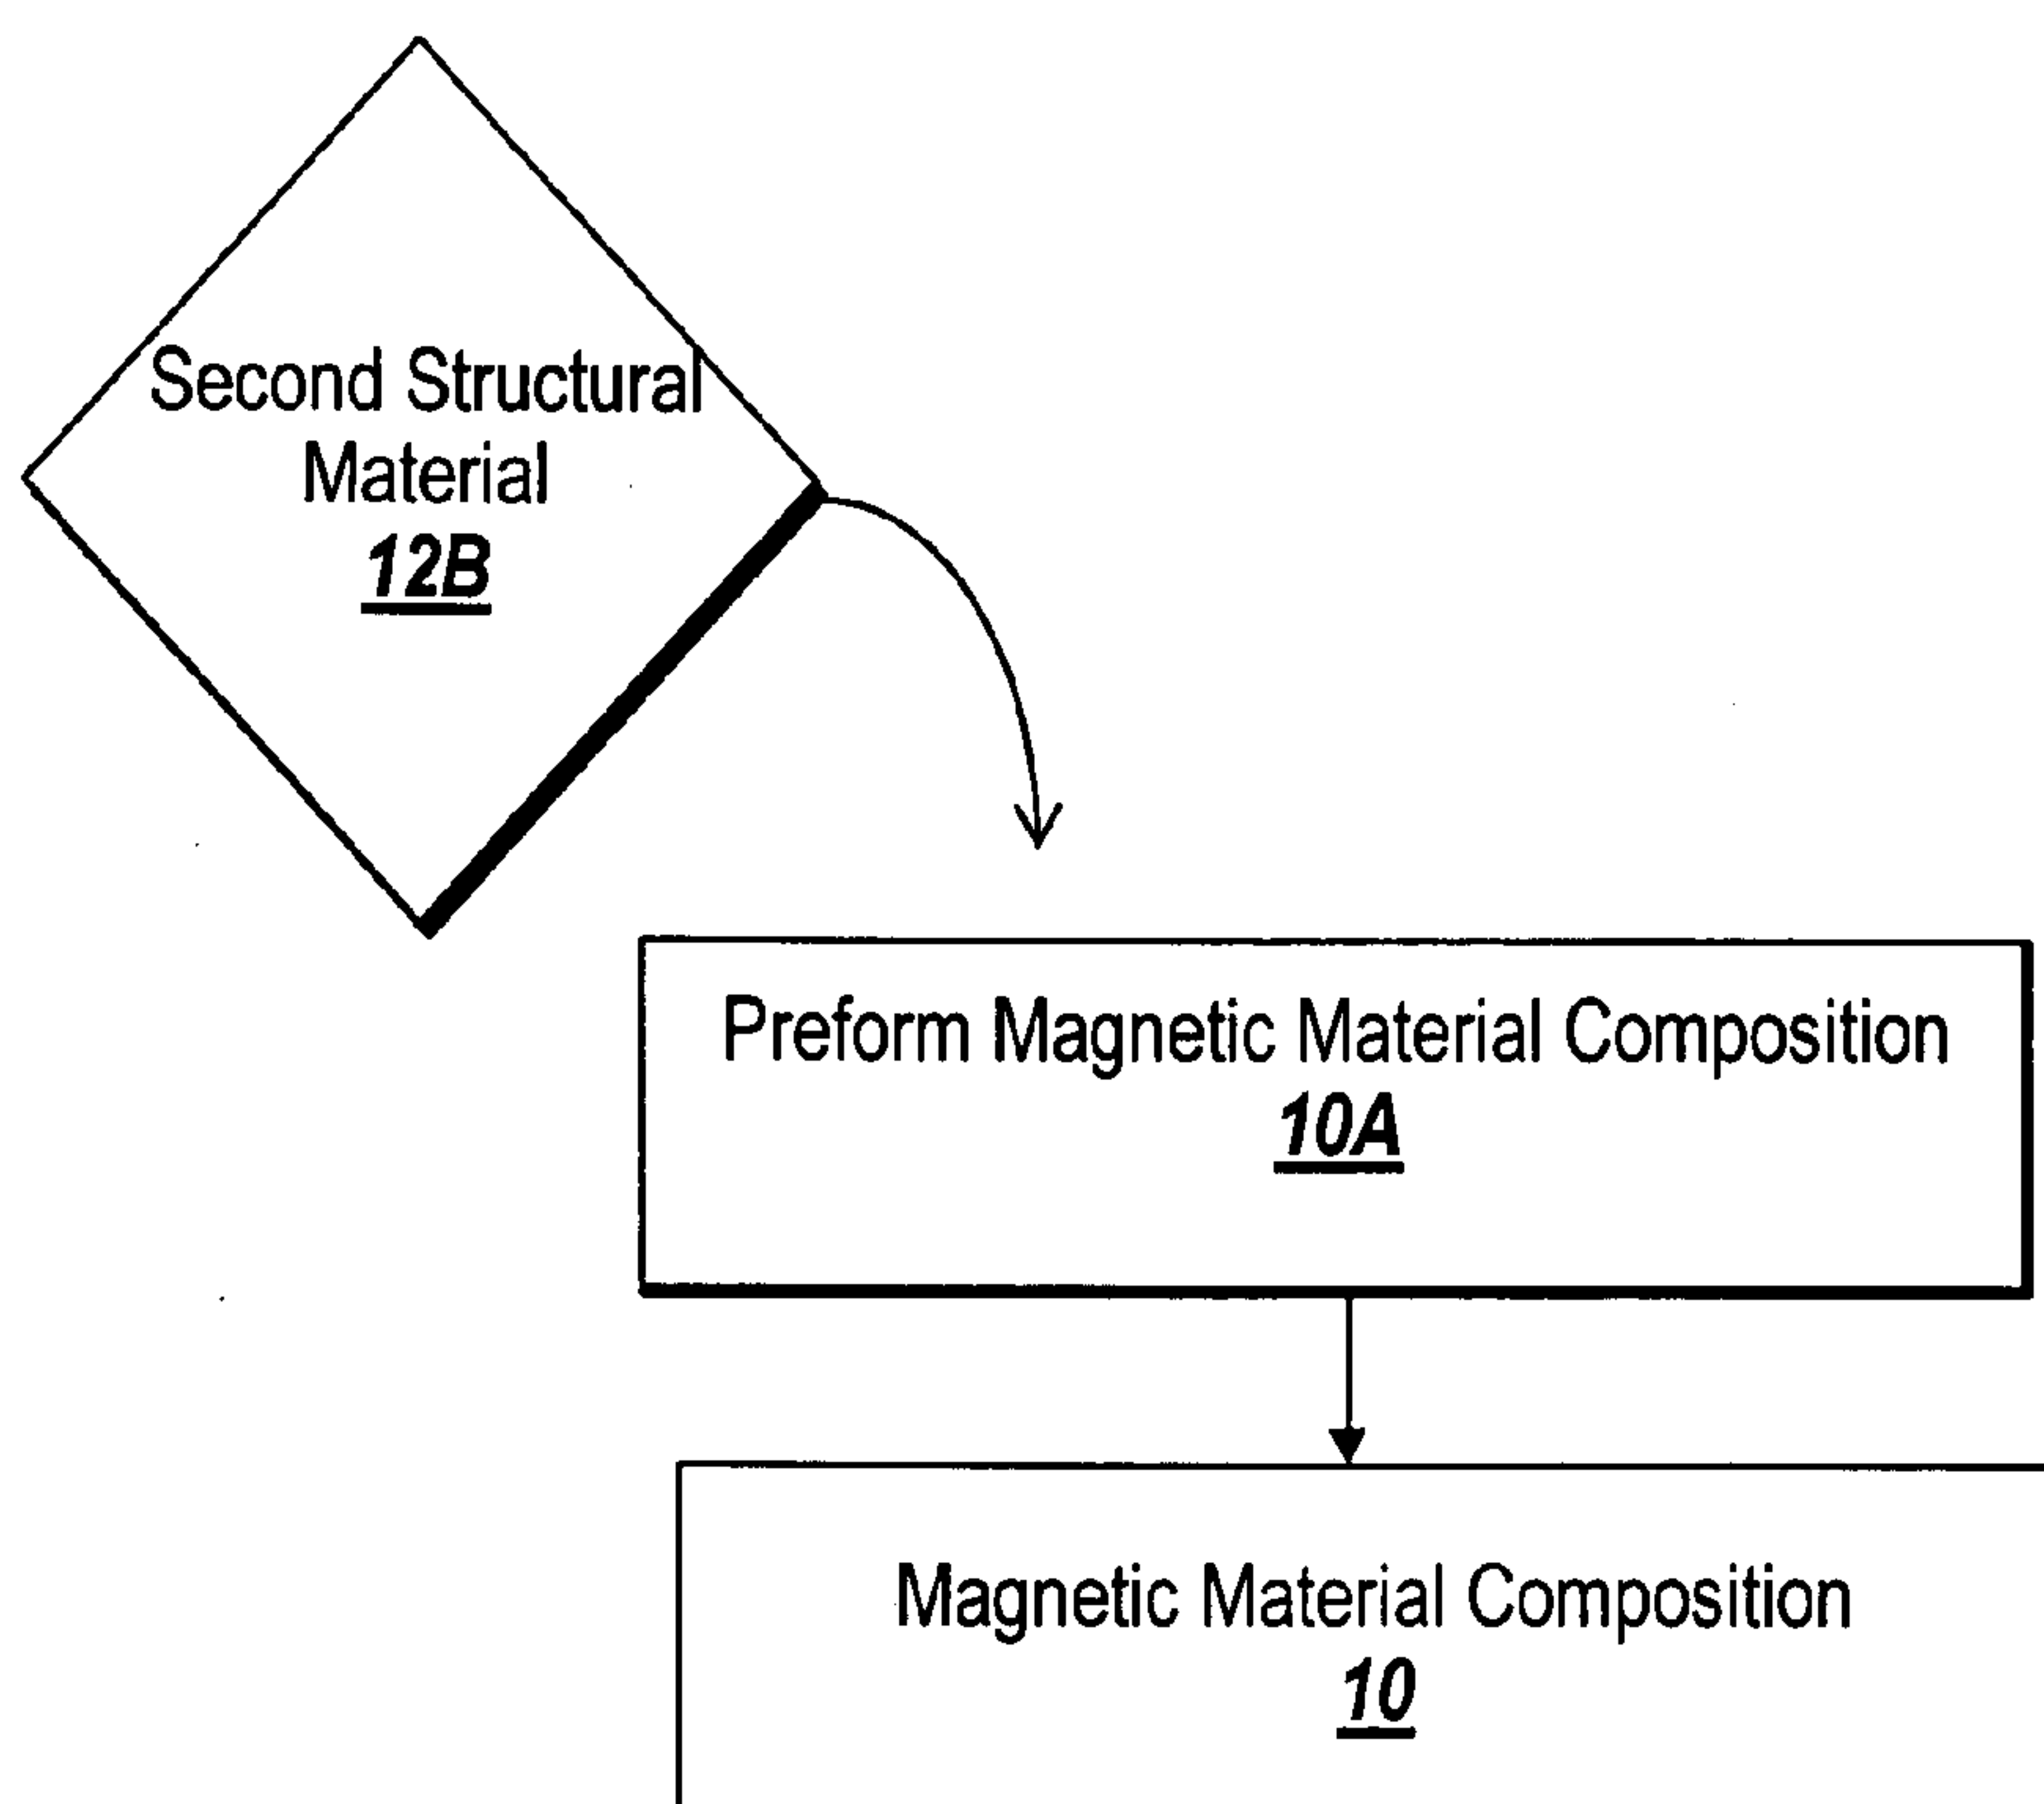 Second Structural
Material
12B
Preform Magnetic Material Composition
10A
Magnetic Material Composition
10